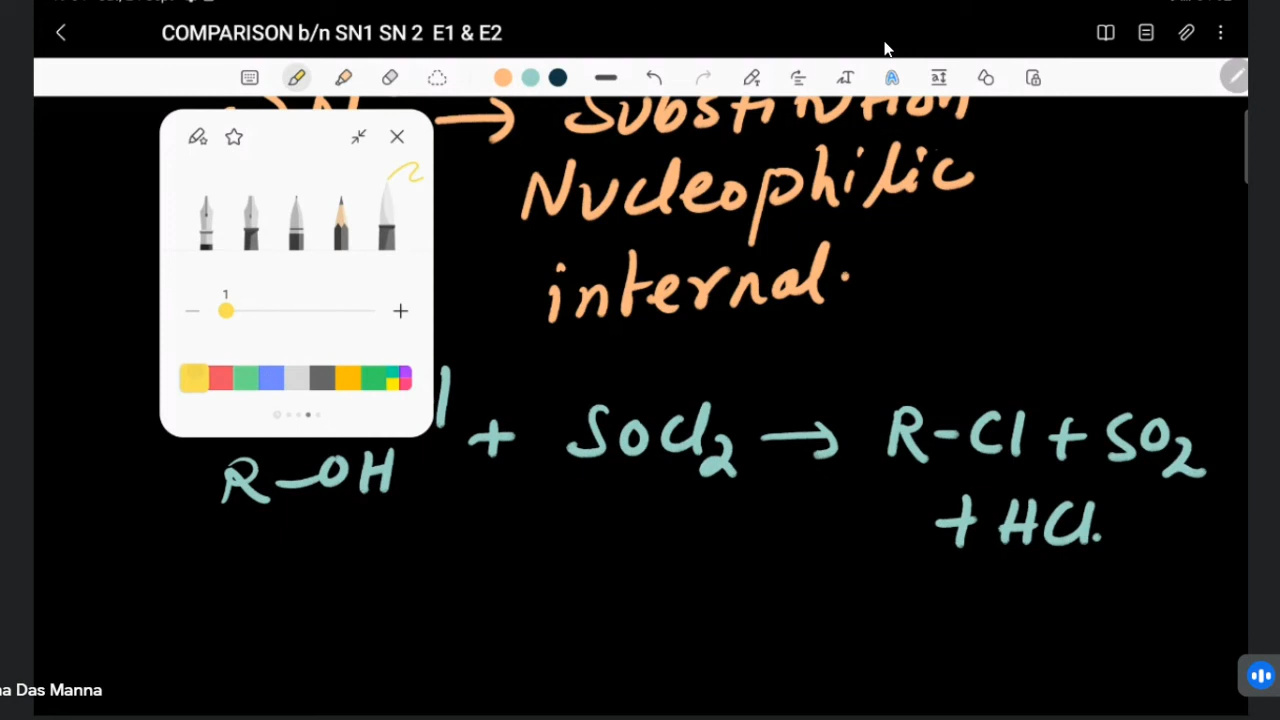 COMPARISON b/n SN1 SN 2 E1 & E2
→ Substitution
Nucleophilic
internal.
1
+ SOCl2 → R-Cl + SO2
R-OH
+ HCl.
a Das Manna